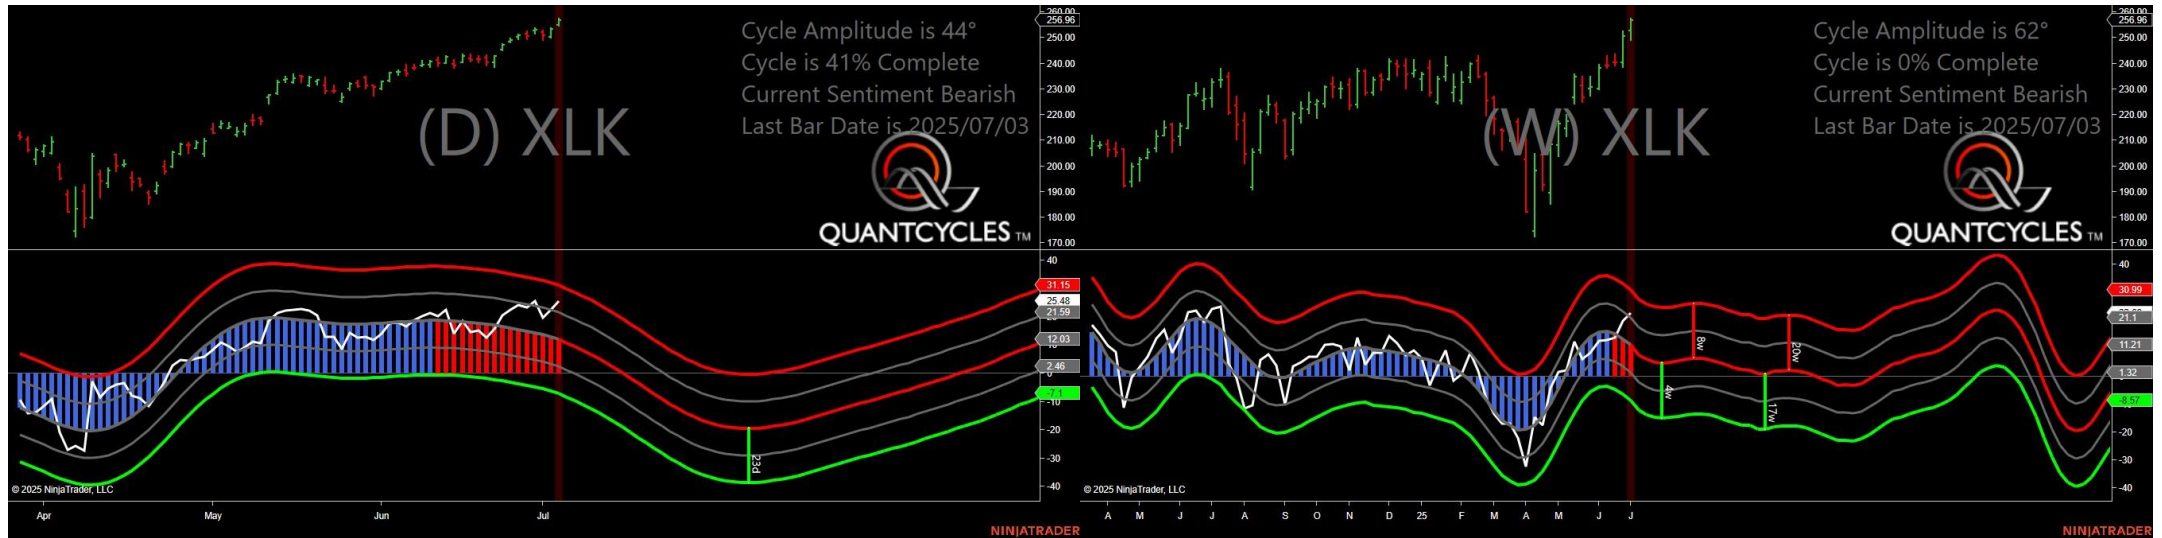 Cycle Amplitude is 44°
Cycle is 41% Complete
Current Sentiment Bearish
Last Bar Date is 2025/07/03
(D) XLK
QUANTCYCLES TM
260.00
256.96
250.00
240.00
230.00
220.00
210.00
200.00
190.00
180.00
170.00
40
31.15
25.48
21.59
12.03
2.46
0
-7.1
-10
-20
-30
-40
23d
© 2025 NinjaTrader, LLC
Apr May Jun Jul
NINJATRADER
Cycle Amplitude is 62°
Cycle is 0% Complete
Current Sentiment Bearish
Last Bar Date is 2025/07/03
(W) XLK
QUANTCYCLES TM
260.00
256.96
250.00
240.00
230.00
220.00
210.00
200.00
190.00
180.00
170.00
40
30.99
21.1
11.21
1.32
-8.57
-20
-30
-40
8w
20w
4w
17w
© 2025 NinjaTrader, LLC
A M J J A S O N D 25 F M A M J J
NINJATRADER